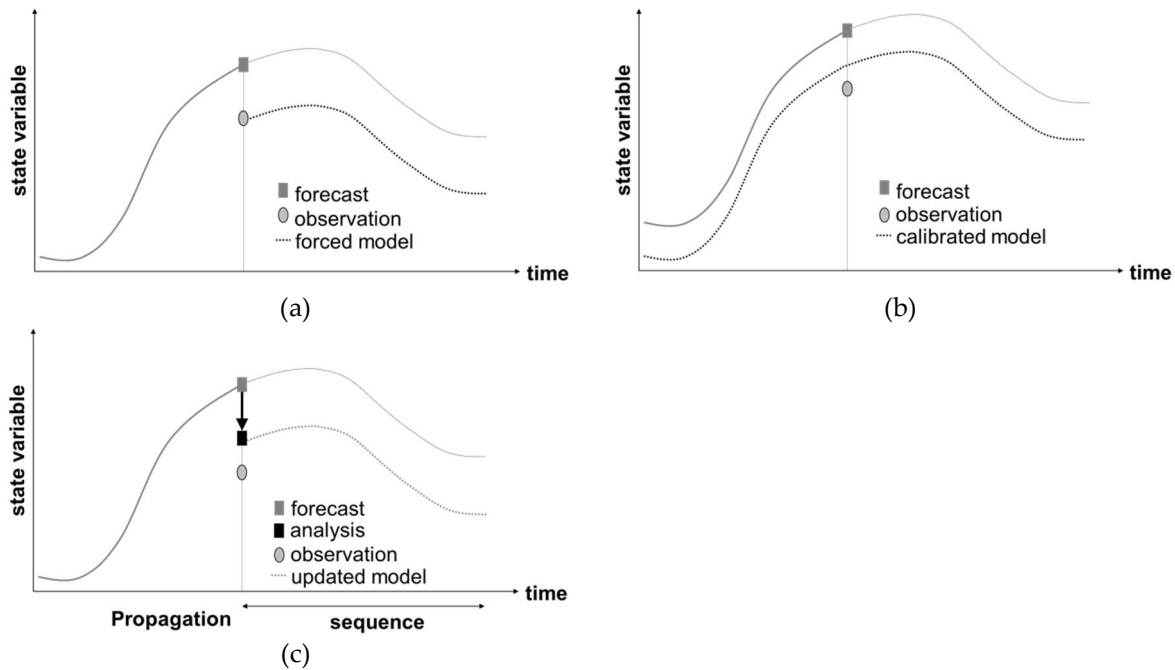 state variable
forecast
observation
forced model
time
(a)
state variable
forecast
observation
calibrated model
time
(b)
state variable
forecast
analysis
observation
updated model
time
Propagation sequence
(c)